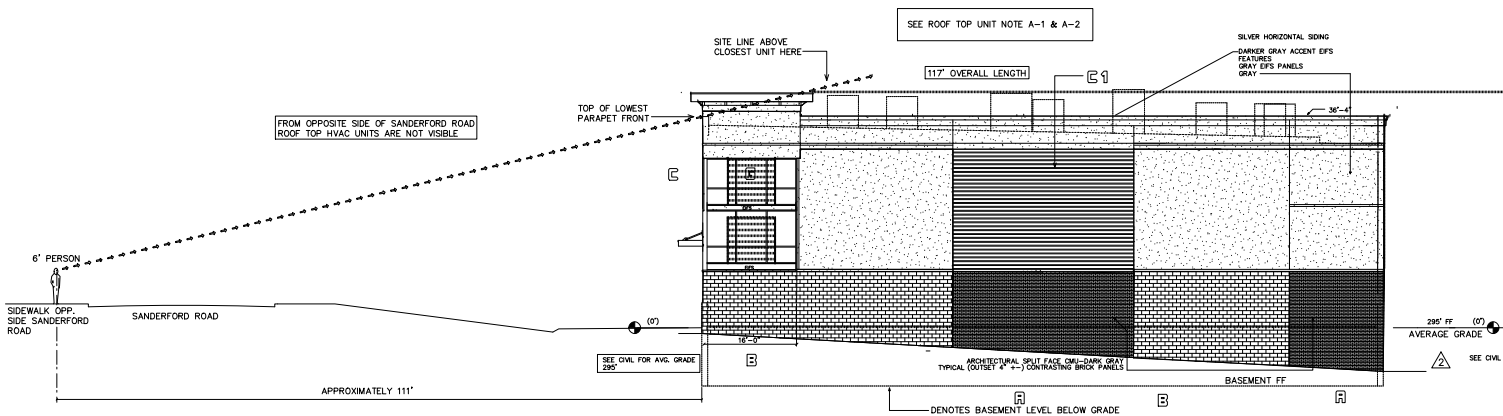 SEE ROOF TOP UNIT NOTE A-1 & A-2
SITE LINE ABOVE
CLOSEST UNIT HERE
SILVER HORIZONTAL SIDING
DARKER GRAY ACCENT EIFS
FEATURES
GRAY EIFS PANELS
GRAY
117' OVERALL LENGTH
C1
TOP OF LOWEST
PARAPET FRONT
36'-4"
FROM OPPOSITE SIDE OF SANDERFORD ROAD
ROOF TOP HVAC UNITS ARE NOT VISIBLE
C
G
EIFS
EIFS
6' PERSON
SIDEWALK OPP.
SIDE SANDERFORD
ROAD
SANDERFORD ROAD
(0')
295' FF
(0')
AVERAGE GRADE
16'-0"
SEE CIVIL FOR AVG. GRADE
295'
B
ARCHITECTURAL SPLIT FACE CMU-DARK GRAY
TYPICAL (OUTSET 4" +-) CONTRASTING BRICK PANELS
2
SEE CIVIL
BASEMENT FF
APPROXIMATELY 111'
A
B
A
DENOTES BASEMENT LEVEL BELOW GRADE